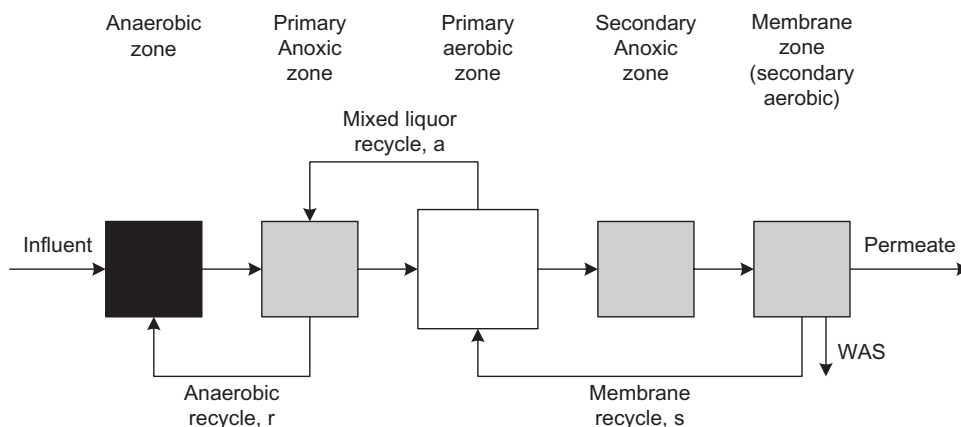 Anaerobic
zone
Primary
Anoxic
zone
Primary
aerobic
zone
Secondary
Anoxic
zone
Membrane
zone
(secondary
aerobic)
Mixed liquor
recycle, a
Influent
Permeate
WAS
Anaerobic
recycle, r
Membrane
recycle, s